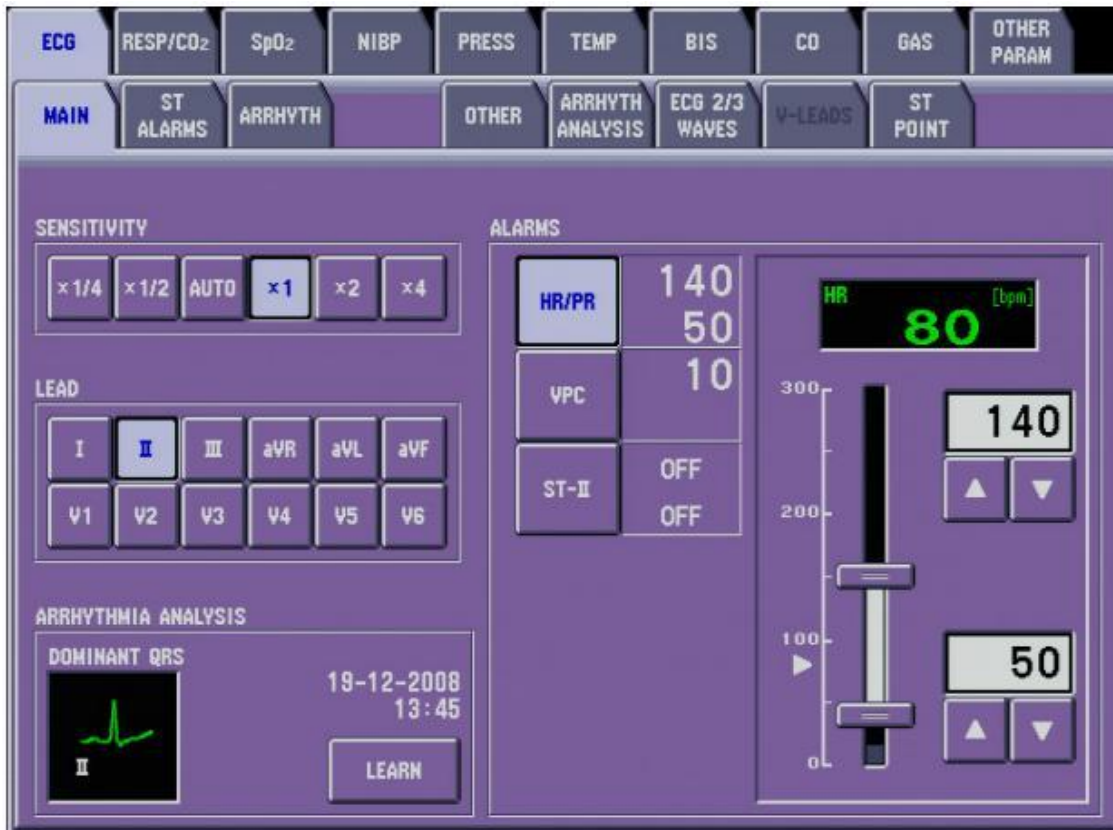 ECG RESP/CO2 SpO2 NIBP PRESS TEMP BIS CO GAS OTHER PARAM
MAIN ST ALARMS ARRHYTH OTHER ARRHYTH ANALYSIS ECG 2/3 WAVES V-LEADS ST POINT
SENSITIVITY
×1/4 ×1/2 AUTO ×1 ×2 ×4
LEAD
I II III aVR aVL aVF
V1 V2 V3 V4 V5 V6
ARRHYTHMIA ANALYSIS
DOMINANT QRS
19-12-2008
13:45
II
LEARN
ALARMS
HR/PR 140
50
VPC 10
ST-II OFF
OFF
HR [bpm]
80
300
200
100
0
140
▲ ▼
50
▲ ▼